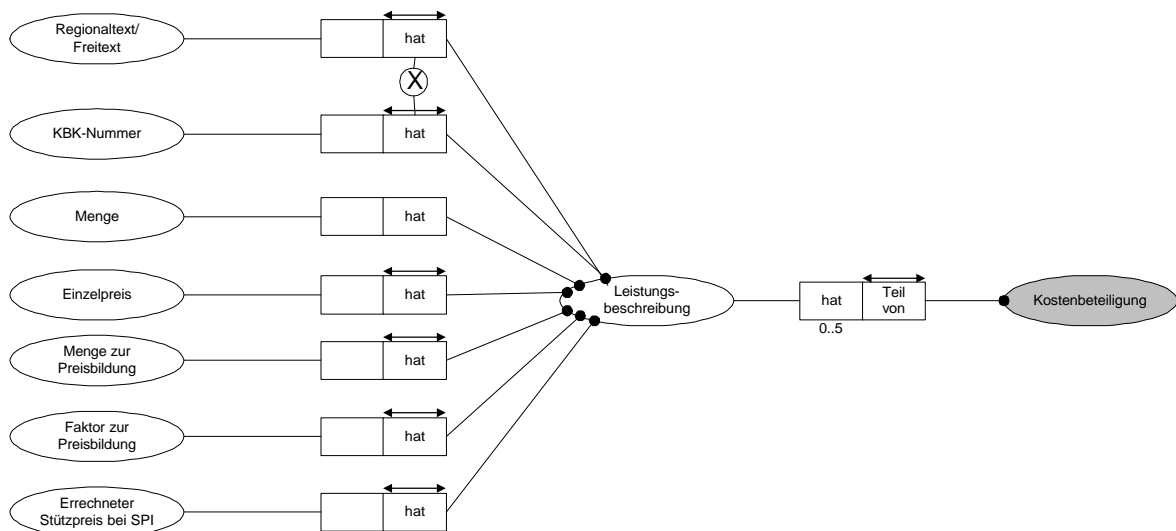 Regionaltext/
Freitext
hat
X
KBK-Nummer
hat
Menge
hat
Einzelpreis
hat
Menge zur
Preisbildung
hat
Faktor zur
Preisbildung
hat
Errechneter
Stützpreis bei SPI
hat
Leistungs-
beschreibung
hat
0..5
Teil
von
Kostenbeteiligung